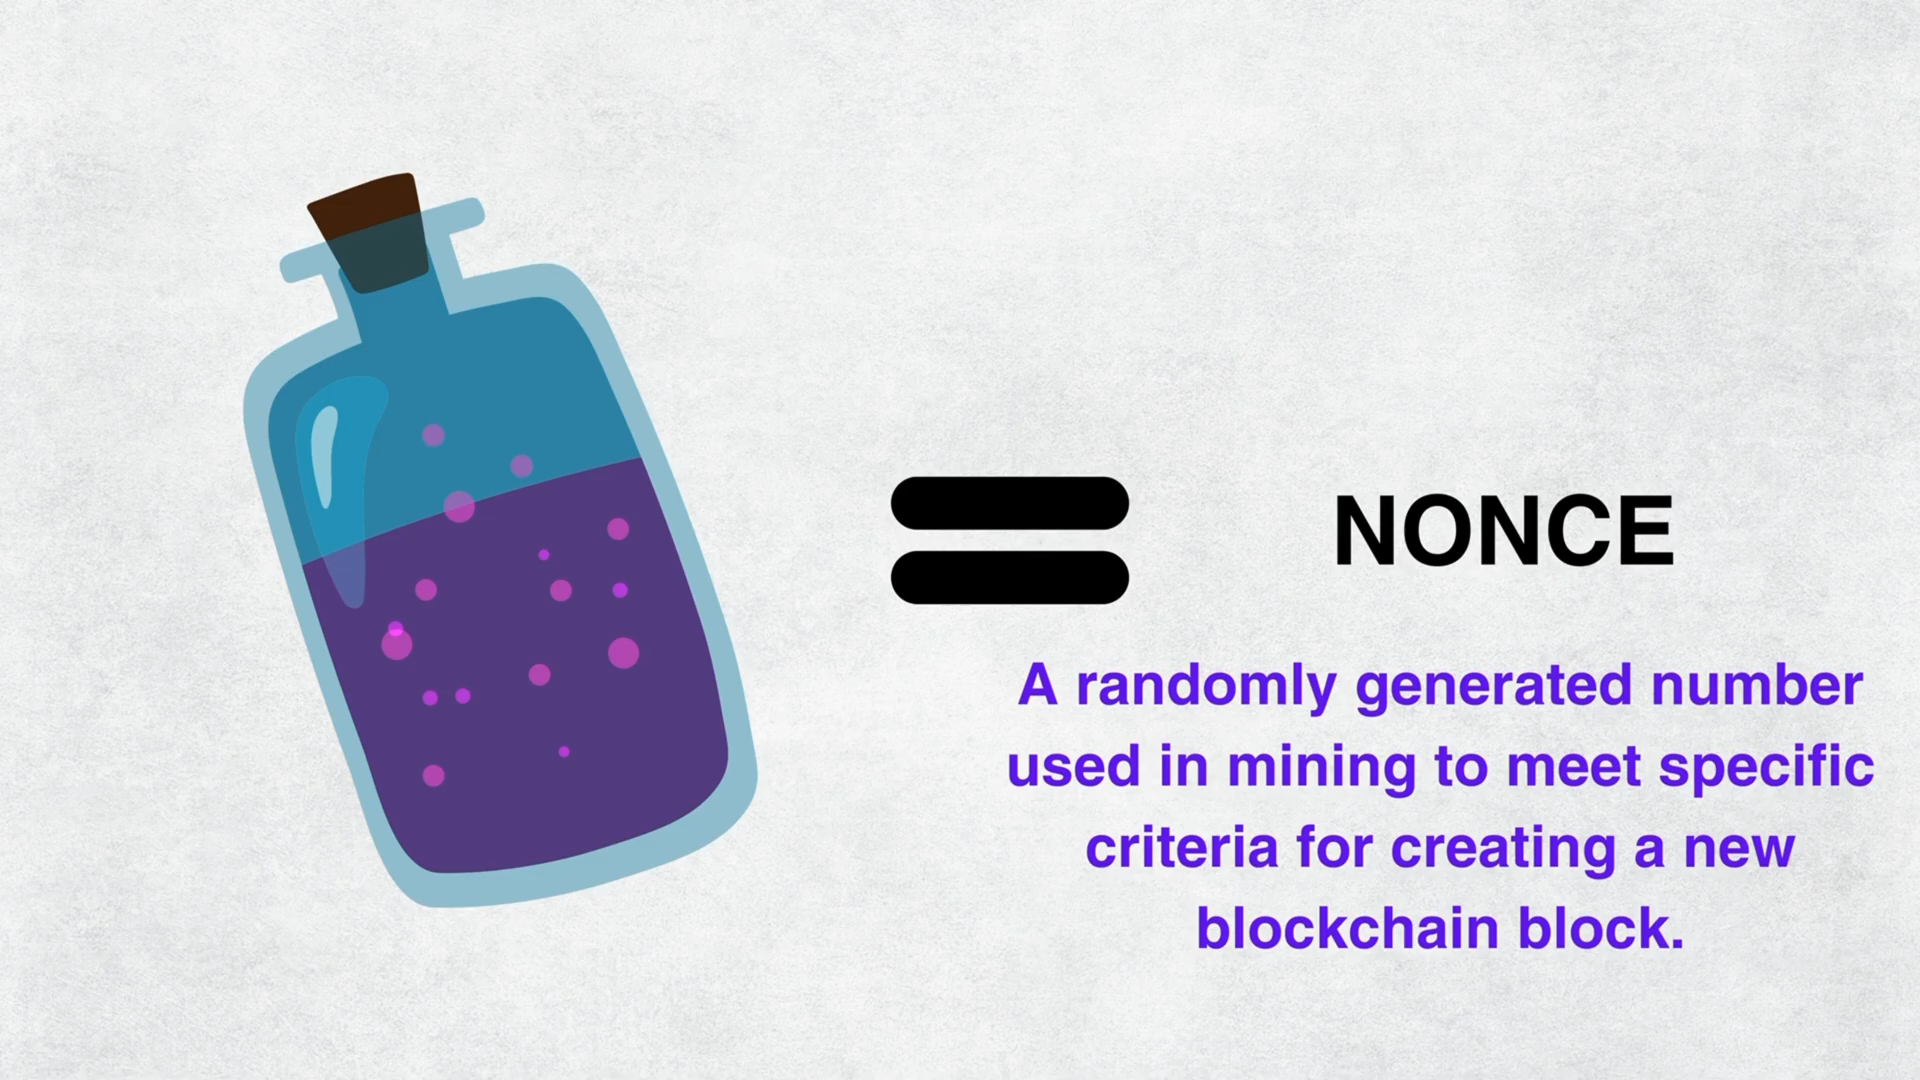 NONCE
A randomly generated number
used in mining to meet specific
criteria for creating a new
blockchain block.